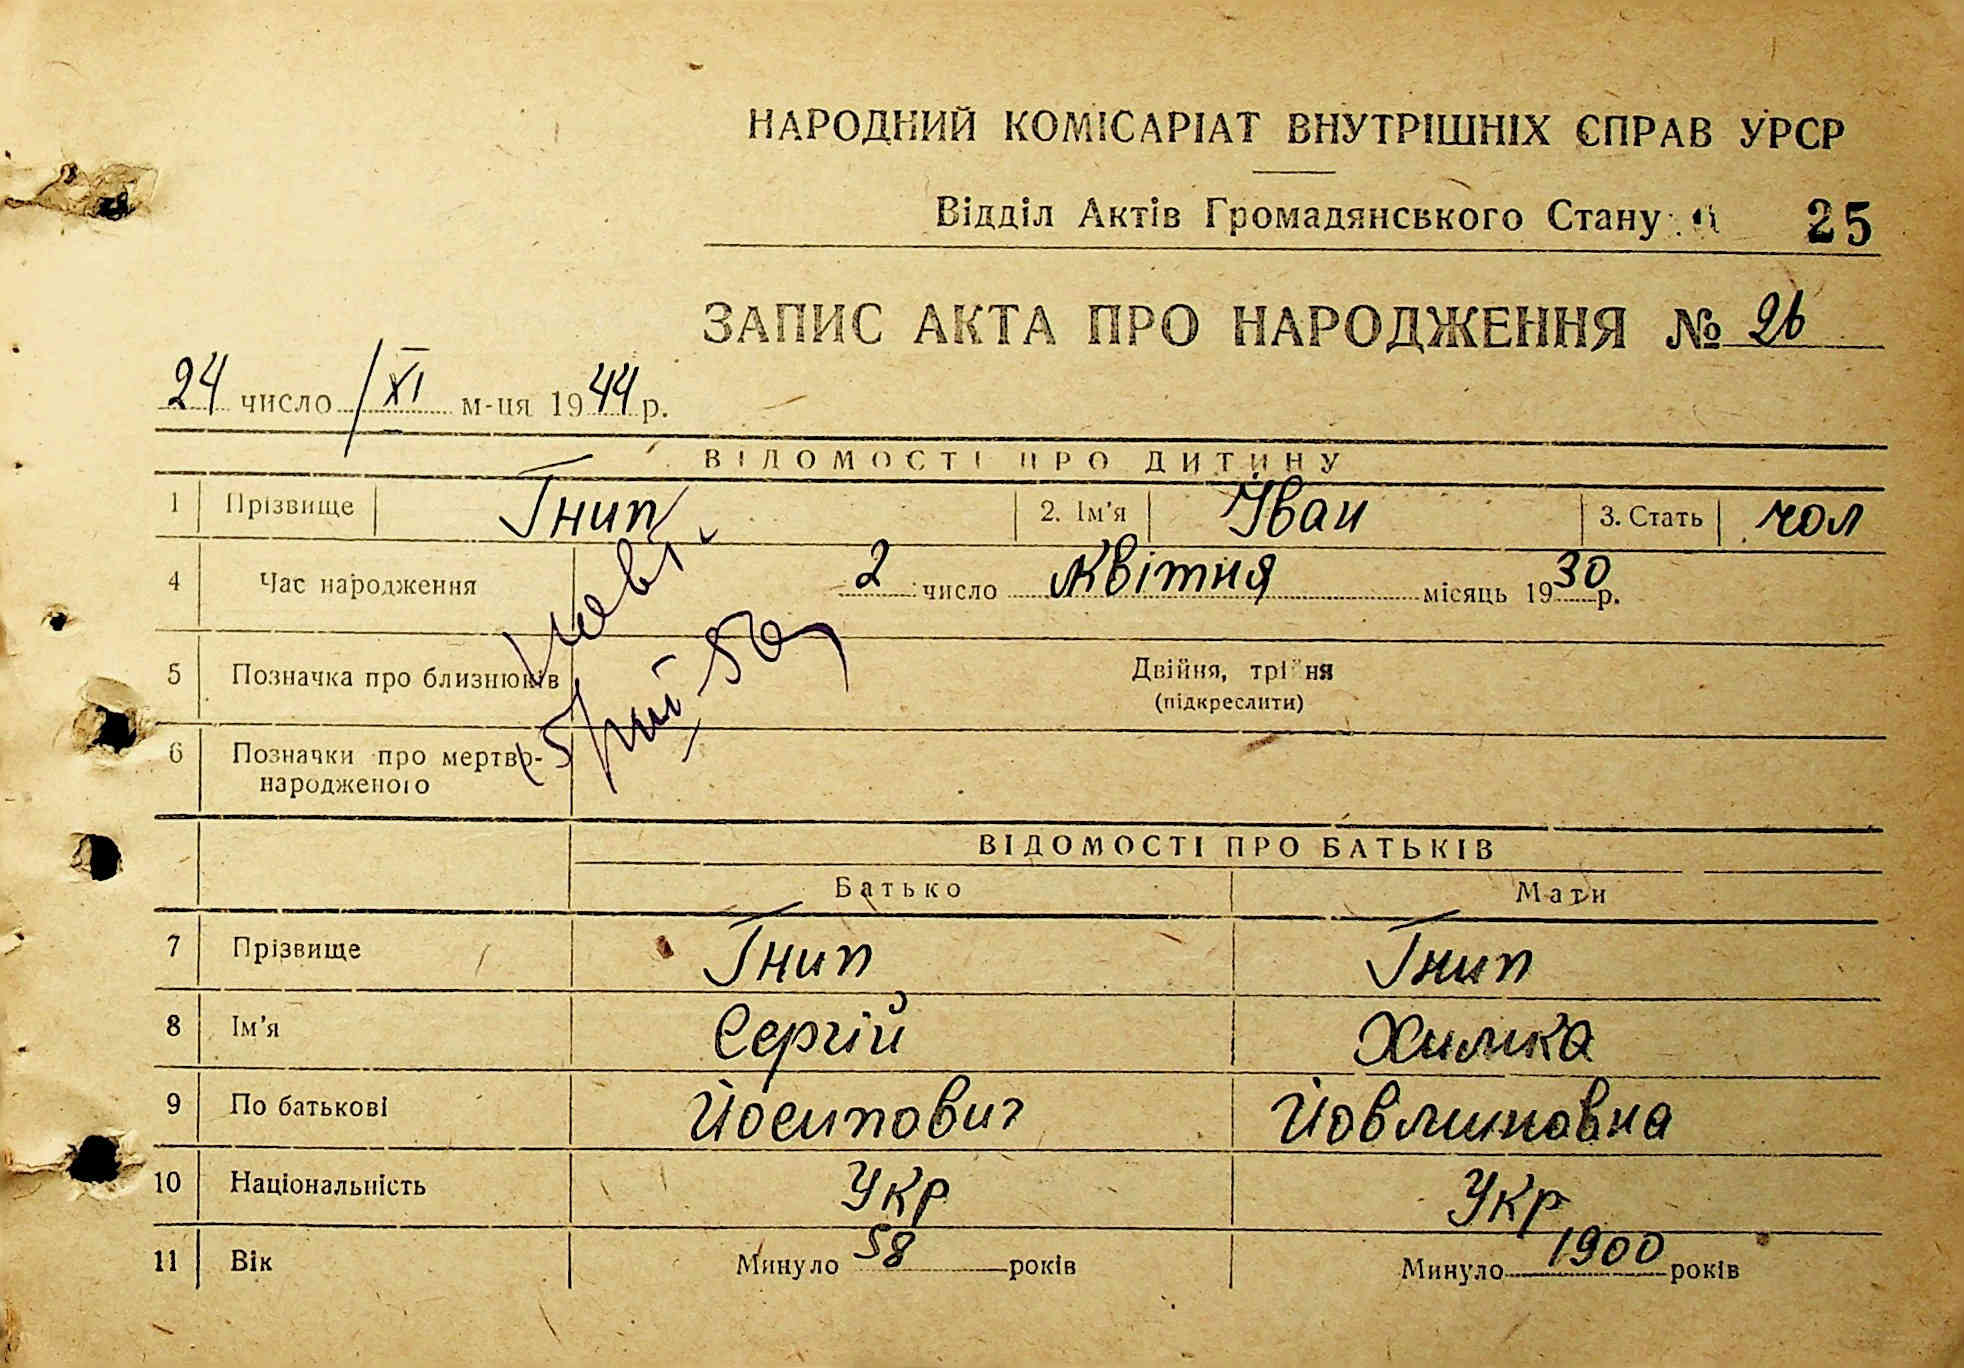 НАРОДНИЙ КОМІСАРІАТ ВНУТРІШНІХ СПРАВ УРСР
Відділ Актів Громадянського Стану 25
ЗАПИС АКТА ПРО НАРОДЖЕННЯ № 26
24 число XI м-ця 1944 р.
ВІДОМОСТІ ПРО ДИТИНУ
1 Прізвище Гнип 2. Ім'я Іван 3. Стать чол
4 Час народження 2 число квітня місяць 1930 р.
5 Позначка про близнюків Двійня, трійня
(підкреслити)
6 Позначки про мертво-
народженого
ВІДОМОСТІ ПРО БАТЬКІВ
Батько Мати
7 Прізвище Гнип Гнип
8 Ім'я Сергій Химка
9 По батькові Йосипович Йовлиповна
10 Національність Укр Укр
11 Вік Минуло 58 років Минуло 1900 років